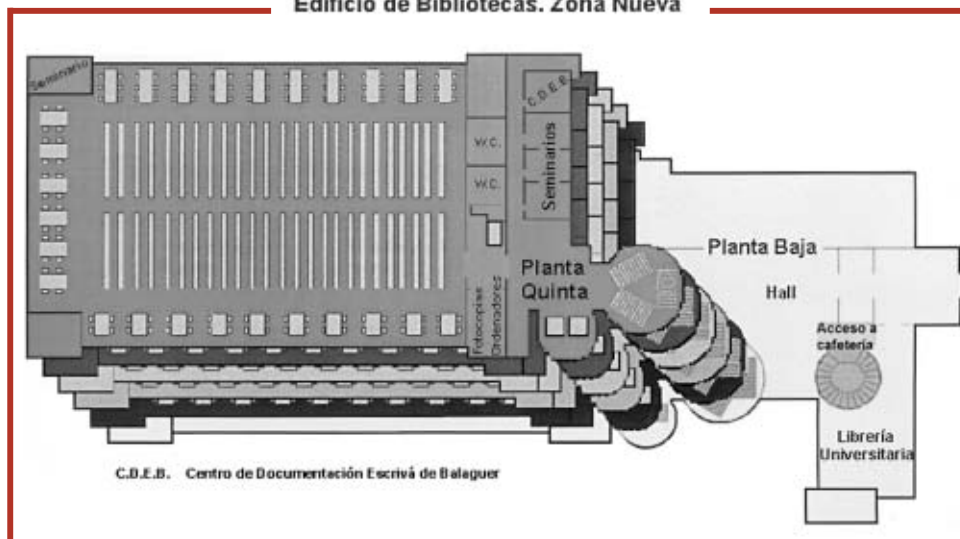 Edificio de Bibliotecas. Zona Nueva
Seminario
C.D.E.B.
W.C.
W.C.
Seminarios
Planta
Quinta
Fotocopias
Ordenadores
Planta Baja
Hall
Acceso a
cafetería
Librería
Universitaria
C.D.E.B. Centro de Documentación Escrivá de Balaguer